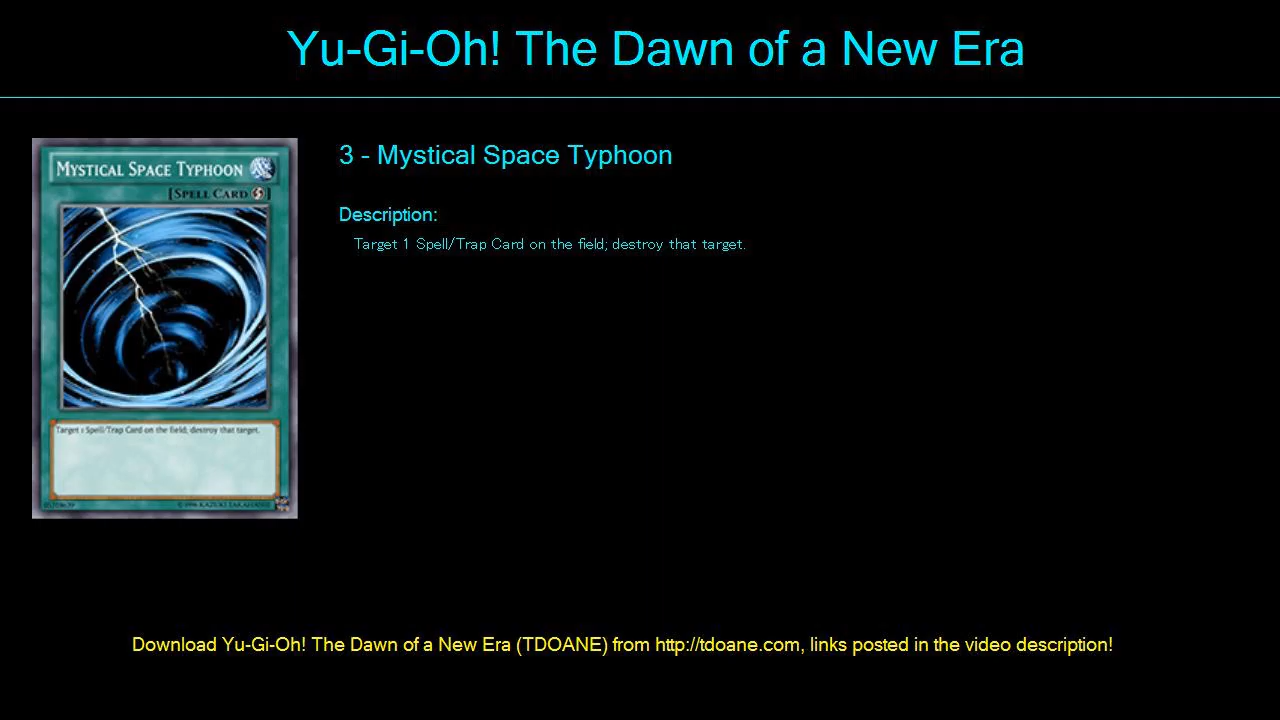 Yu-Gi-Oh! The Dawn of a New Era
MYSTICAL SPACE TYPHOON
[SPELL CARD]
Target 1 Spell/Trap Card on the field; destroy that target.
©1996 KAZUKI TAKAHASHI
3 - Mystical Space Typhoon
Description:
Target 1 Spell/Trap Card on the field; destroy that target.
Download Yu-Gi-Oh! The Dawn of a New Era (TDOANE) from http://tdoane.com, links posted in the video description!